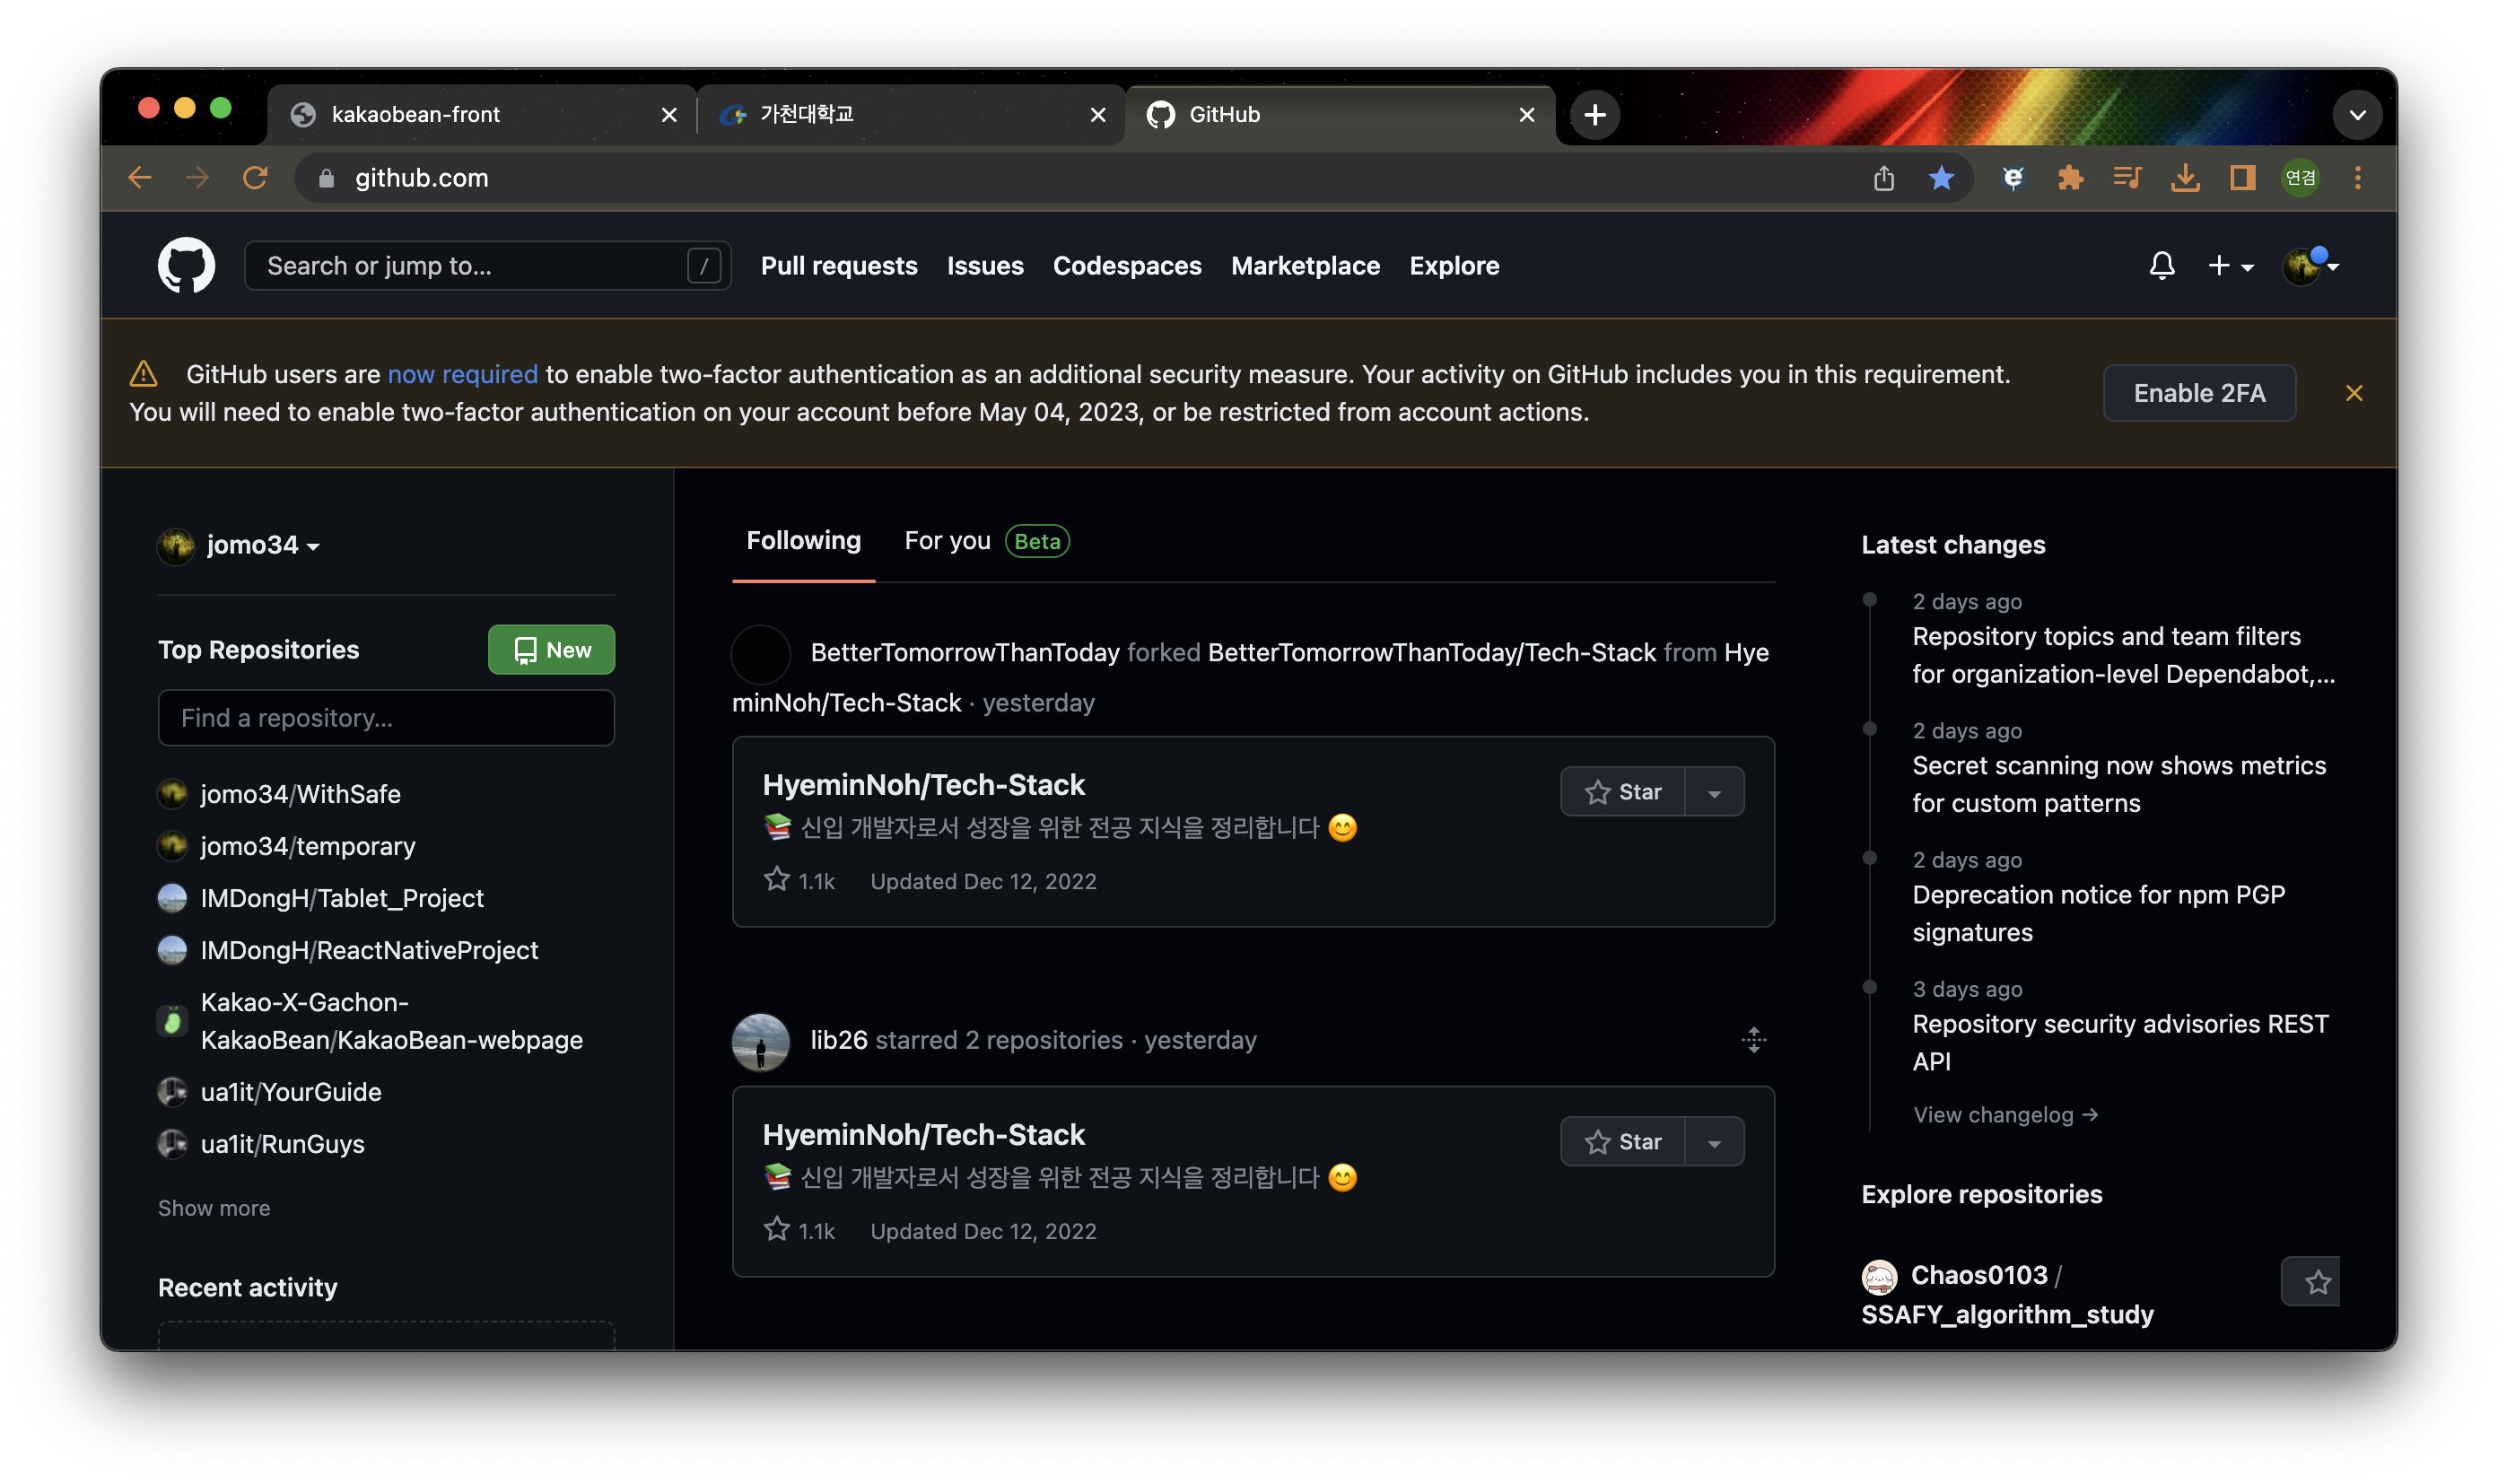 kakaobean-front
가천대학교
GitHub
github.com
연겸
Search or jump to...
/
Pull requests
Issues
Codespaces
Marketplace
Explore
GitHub users are now required to enable two-factor authentication as an additional security measure. Your activity on GitHub includes you in this requirement.
You will need to enable two-factor authentication on your account before May 04, 2023, or be restricted from account actions.
Enable 2FA
jomo34
Top Repositories
New
Find a repository...
jomo34/WithSafe
jomo34/temporary
IMDongH/Tablet_Project
IMDongH/ReactNativeProject
Kakao-X-Gachon-
KakaoBean/KakaoBean-webpage
ua1it/YourGuide
ua1it/RunGuys
Show more
Recent activity
Following
For you
Beta
BetterTomorrowThanToday forked BetterTomorrowThanToday/Tech-Stack from Hye
minNoh/Tech-Stack · yesterday
HyeminNoh/Tech-Stack
Star
📚 신입 개발자로서 성장을 위한 전공 지식을 정리합니다 😊
1.1k
Updated Dec 12, 2022
lib26 starred 2 repositories · yesterday
HyeminNoh/Tech-Stack
Star
📚 신입 개발자로서 성장을 위한 전공 지식을 정리합니다 😊
1.1k
Updated Dec 12, 2022
Latest changes
2 days ago
Repository topics and team filters
for organization-level Dependabot,...
2 days ago
Secret scanning now shows metrics
for custom patterns
2 days ago
Deprecation notice for npm PGP
signatures
3 days ago
Repository security advisories REST
API
View changelog →
Explore repositories
Chaos0103 /
SSAFY_algorithm_study